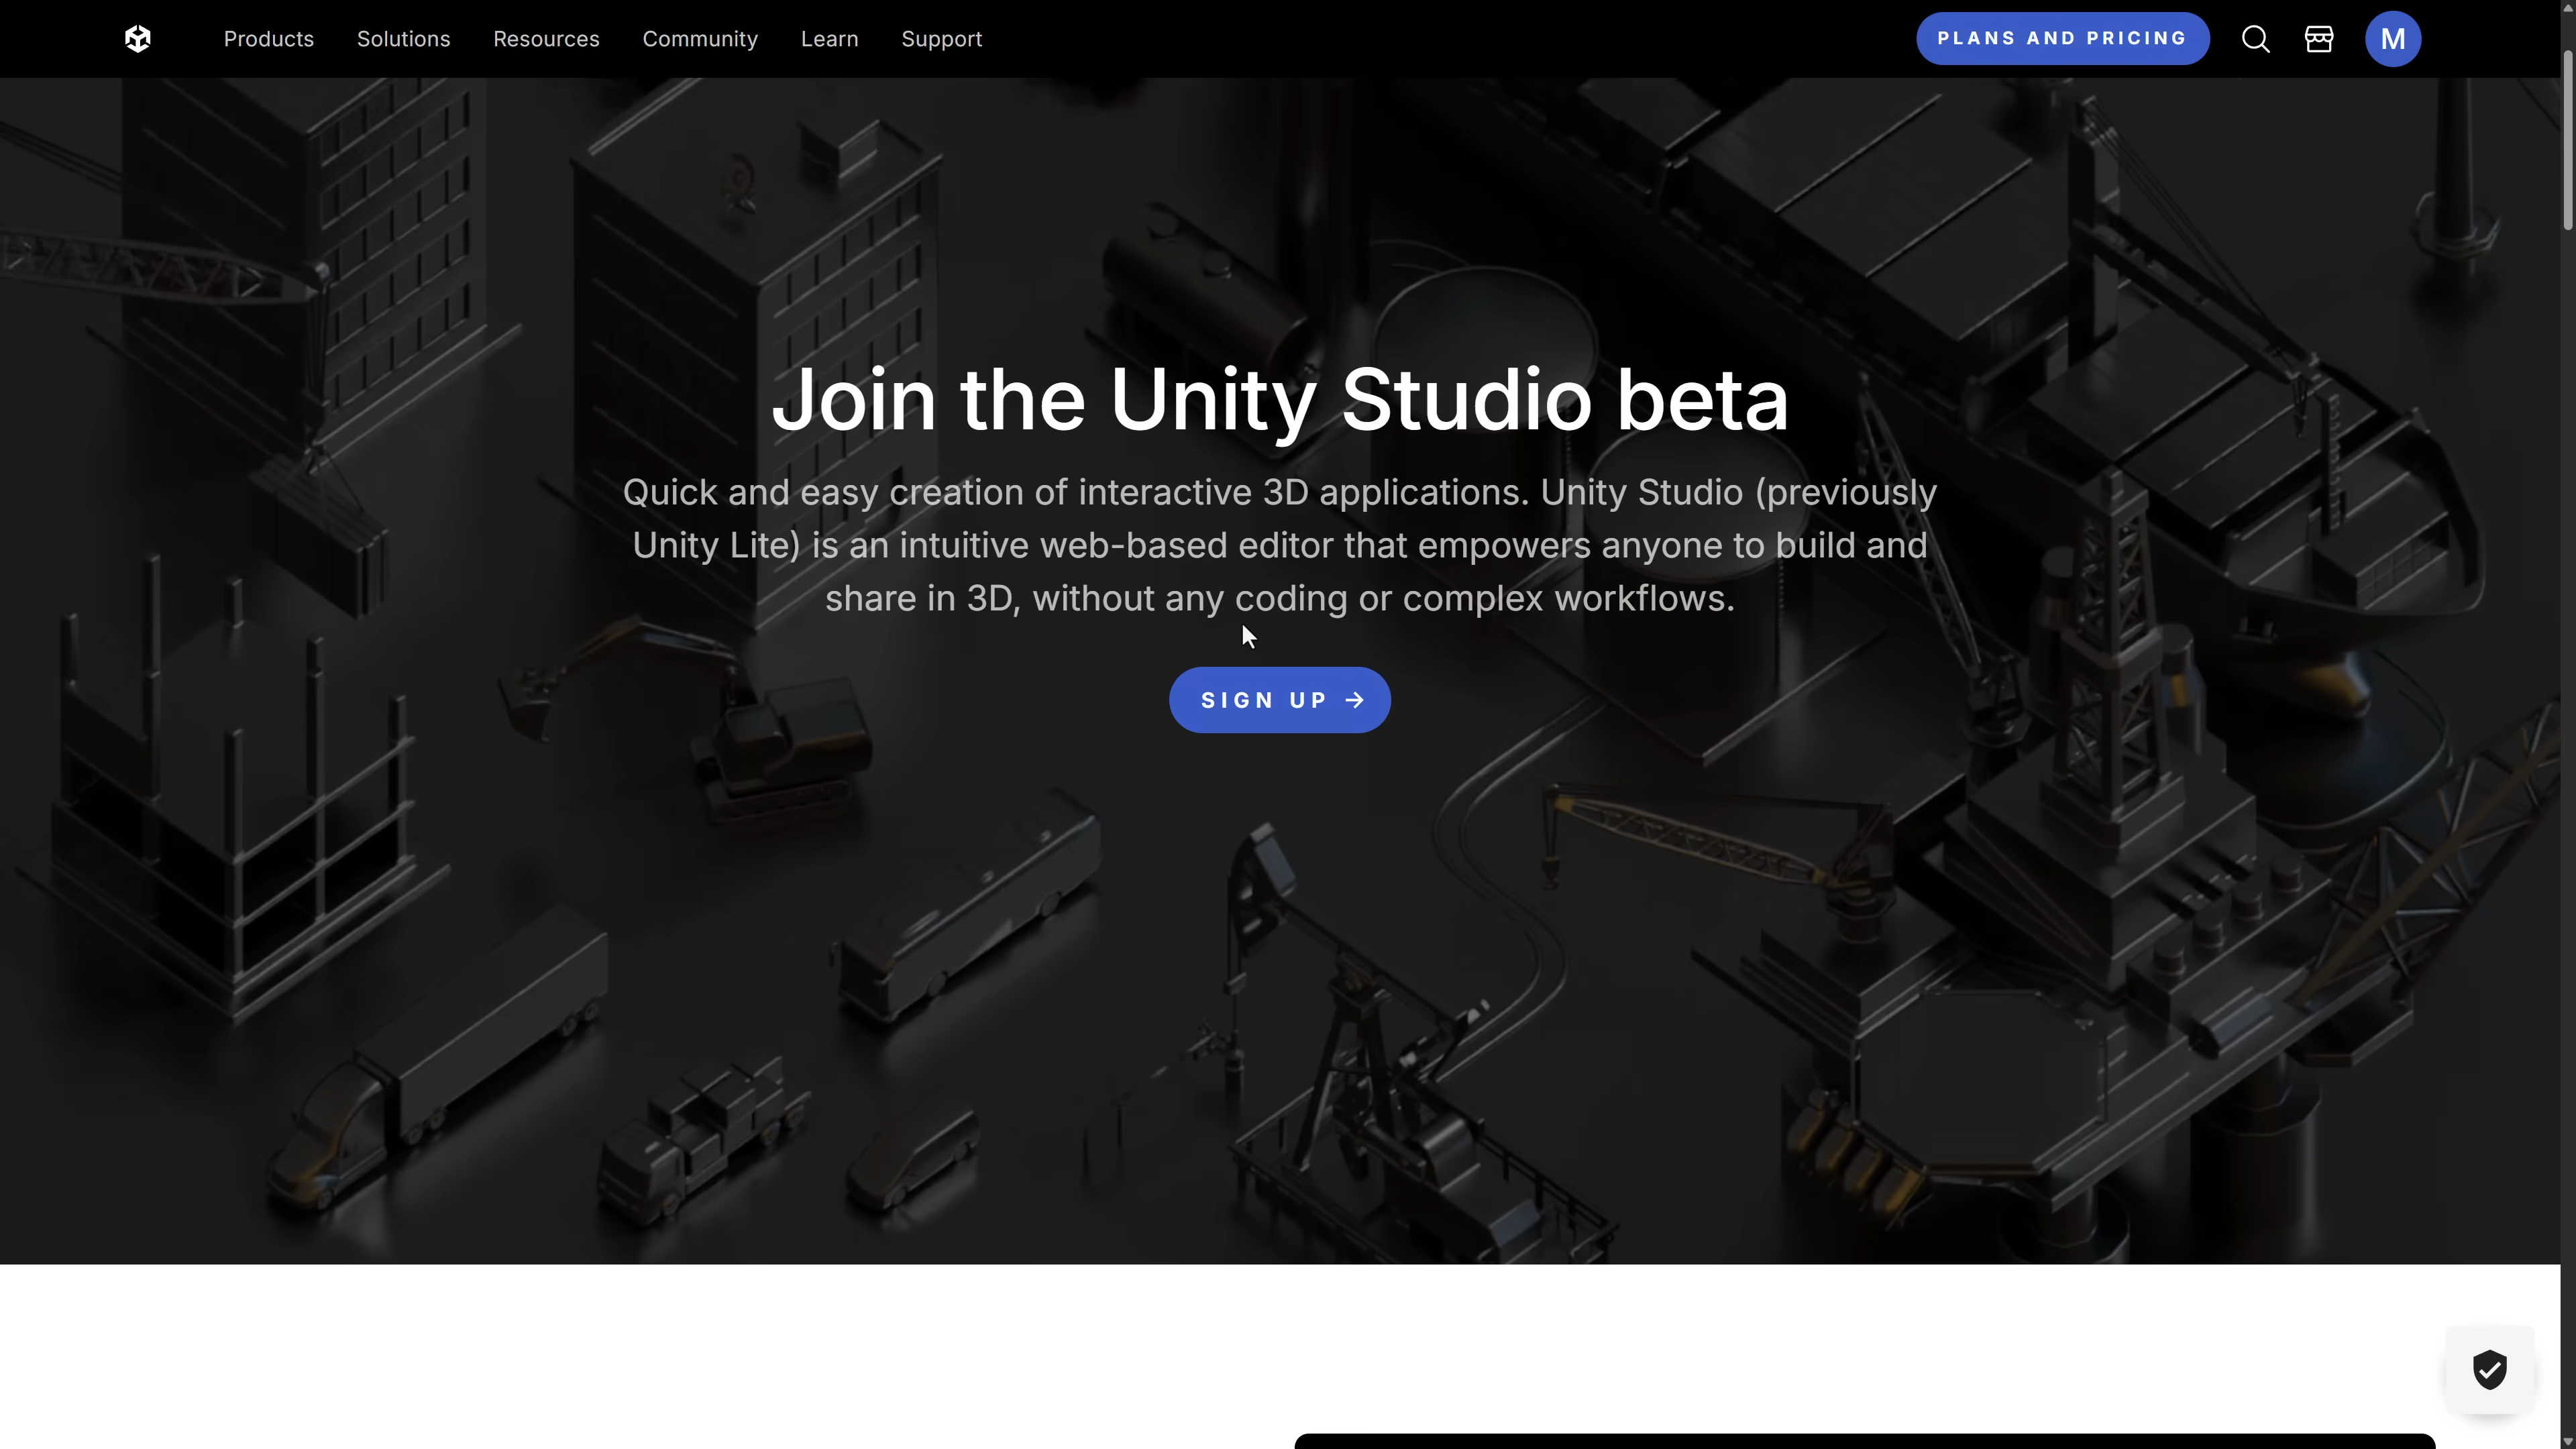 Products Solutions Resources Community Learn Support PLANS AND PRICING M
Join the Unity Studio beta
Quick and easy creation of interactive 3D applications. Unity Studio (previously
Unity Lite) is an intuitive web-based editor that empowers anyone to build and
share in 3D, without any coding or complex workflows.
SIGN UP →